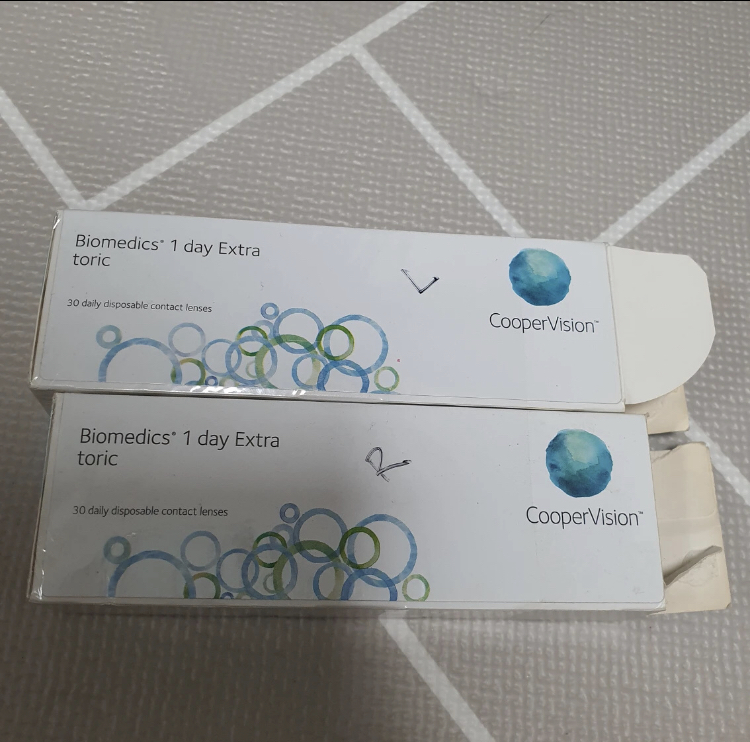 Biomedics® 1 day Extra
toric
L
30 daily disposable contact lenses
CooperVision™
Biomedics® 1 day Extra
toric
R
30 daily disposable contact lenses
CooperVision™